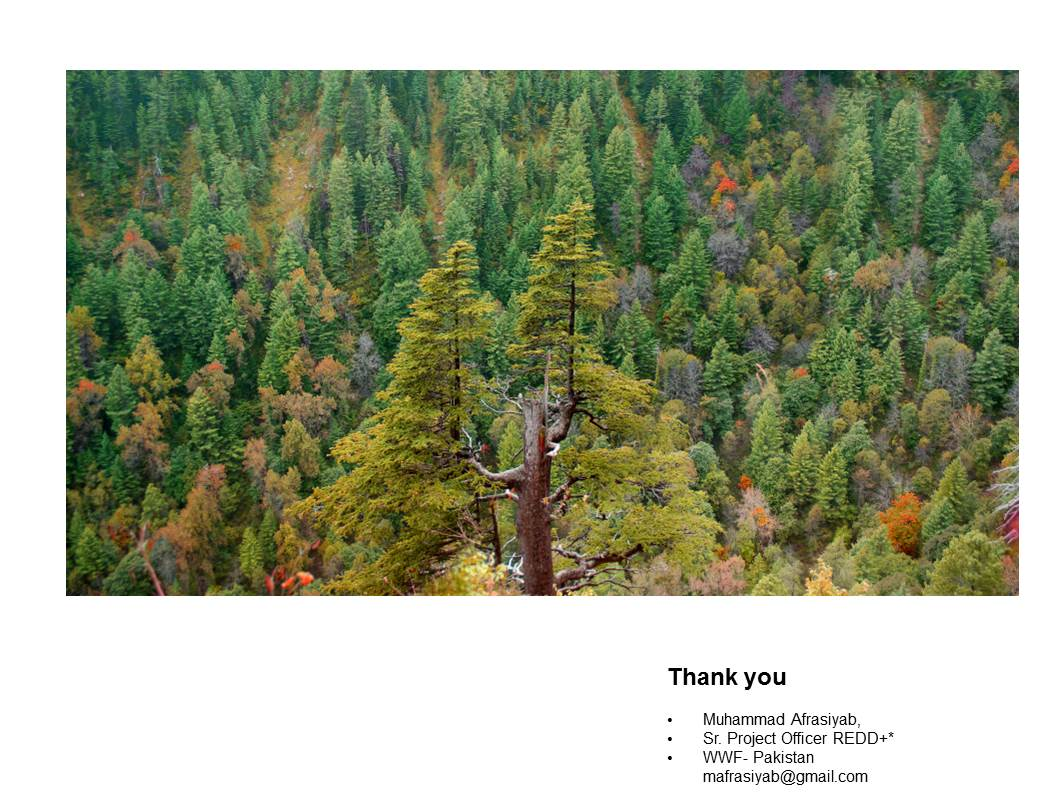 Thank you
• Muhammad Afrasiyab,
• Sr. Project Officer REDD+*
• WWF- Pakistan
mafrasiyab@gmail.com